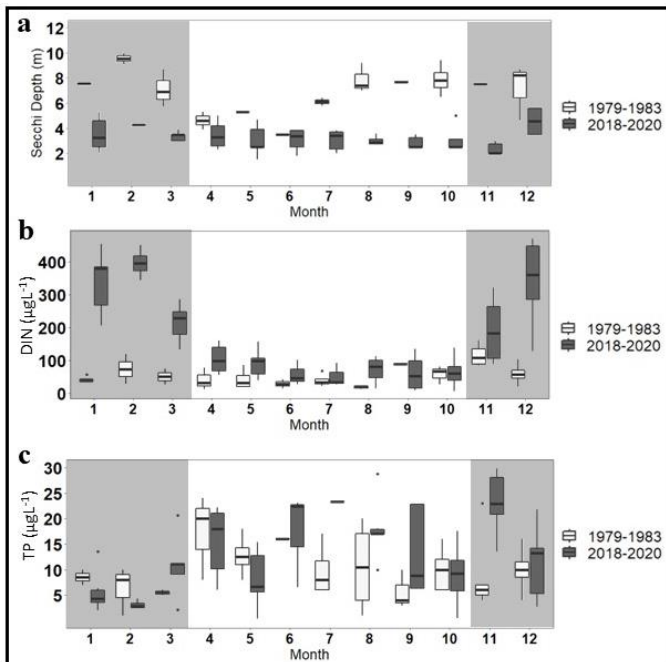 a
12
10
8
6
4
2
Secchi Depth (m)
1 2 3 4 5 6 7 8 9 10 11 12
Month
1979-1983
2018-2020
b
400
300
200
100
0
DIN (µgL⁻¹)
1 2 3 4 5 6 7 8 9 10 11 12
Month
1979-1983
2018-2020
c
30
25
20
15
10
5
TP (µgL⁻¹)
1 2 3 4 5 6 7 8 9 10 11 12
Month
1979-1983
2018-2020